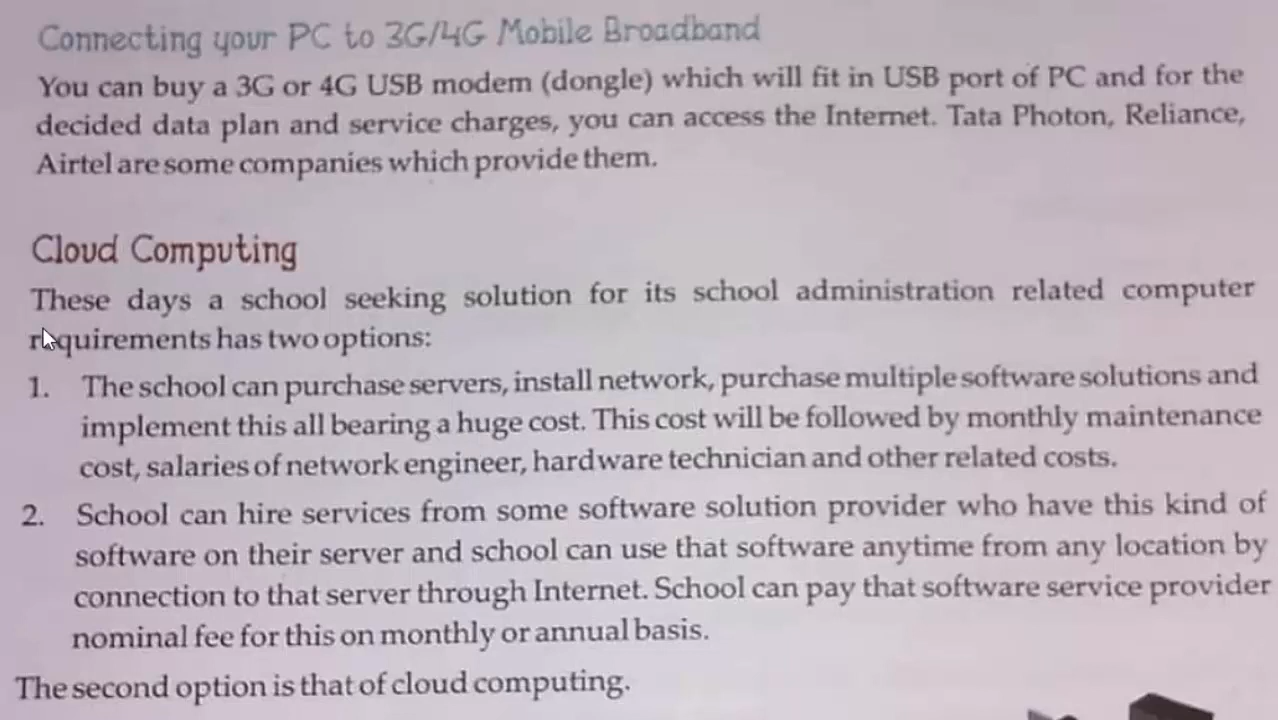 Connecting your PC to 3G/4G Mobile Broadband
You can buy a 3G or 4G USB modem (dongle) which will fit in USB port of PC and for the
decided data plan and service charges, you can access the Internet. Tata Photon, Reliance,
Airtel are some companies which provide them.
Cloud Computing
These days a school seeking solution for its school administration related computer
requirements has two options:
1. The school can purchase servers, install network, purchase multiple software solutions and
implement this all bearing a huge cost. This cost will be followed by monthly maintenance
cost, salaries of network engineer, hardware technician and other related costs.
2. School can hire services from some software solution provider who have this kind of
software on their server and school can use that software anytime from any location by
connection to that server through Internet. School can pay that software service provider
nominal fee for this on monthly or annual basis.
The second option is that of cloud computing.